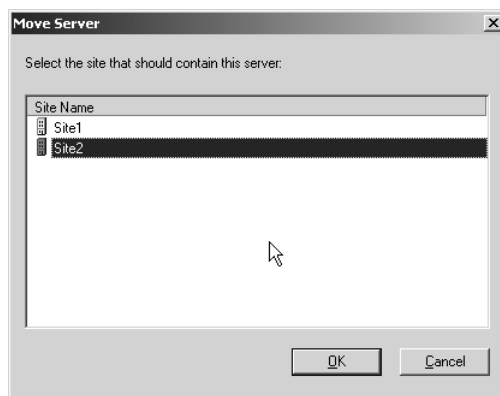 Move Server
Select the site that should contain this server:
Site Name
Site1
Site2
OK
Cancel